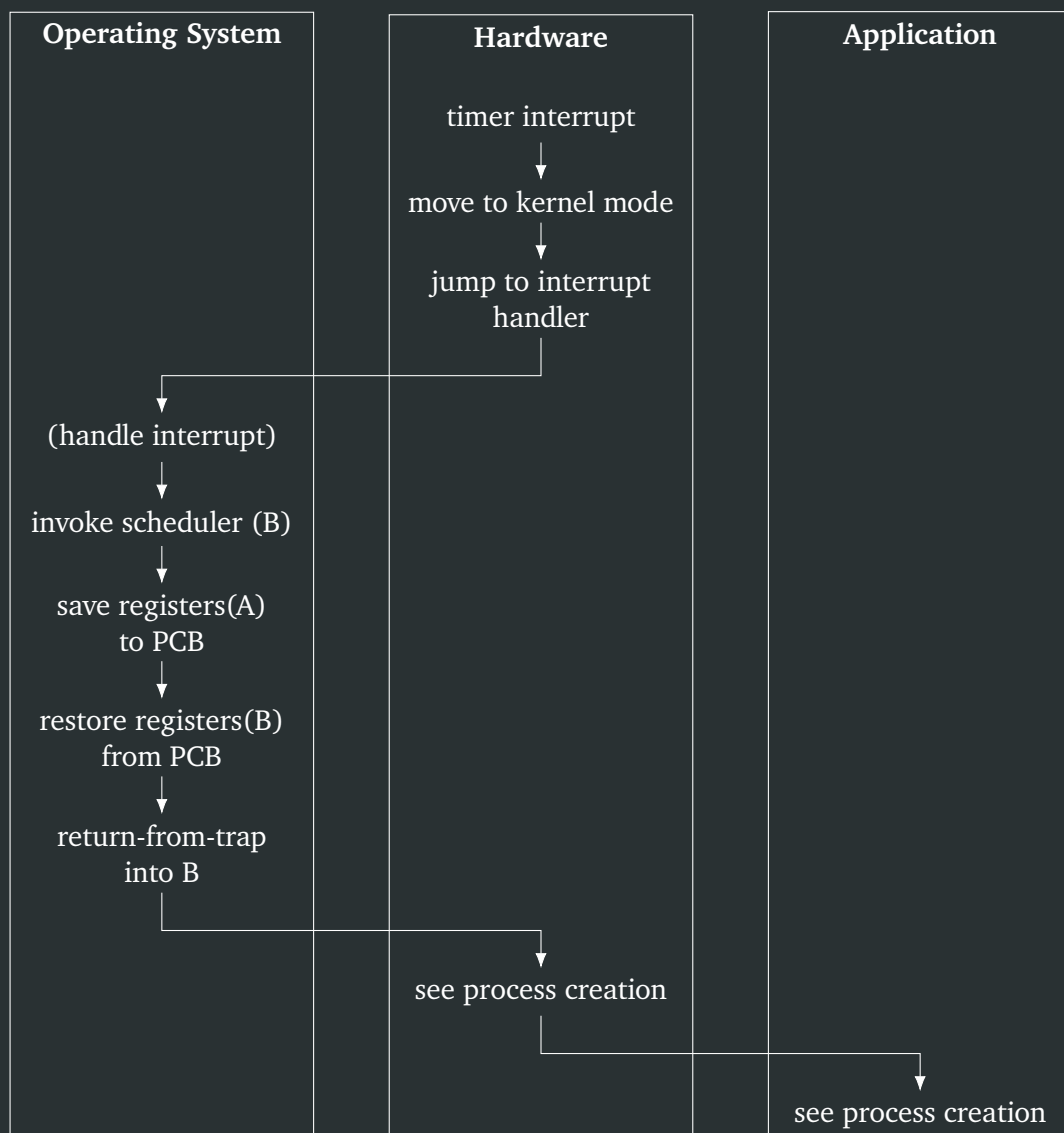 Operating System
Hardware
Application
timer interrupt
move to kernel mode
jump to interrupt
handler
(handle interrupt)
invoke scheduler (B)
save registers(A)
to PCB
restore registers(B)
from PCB
return-from-trap
into B
see process creation
see process creation